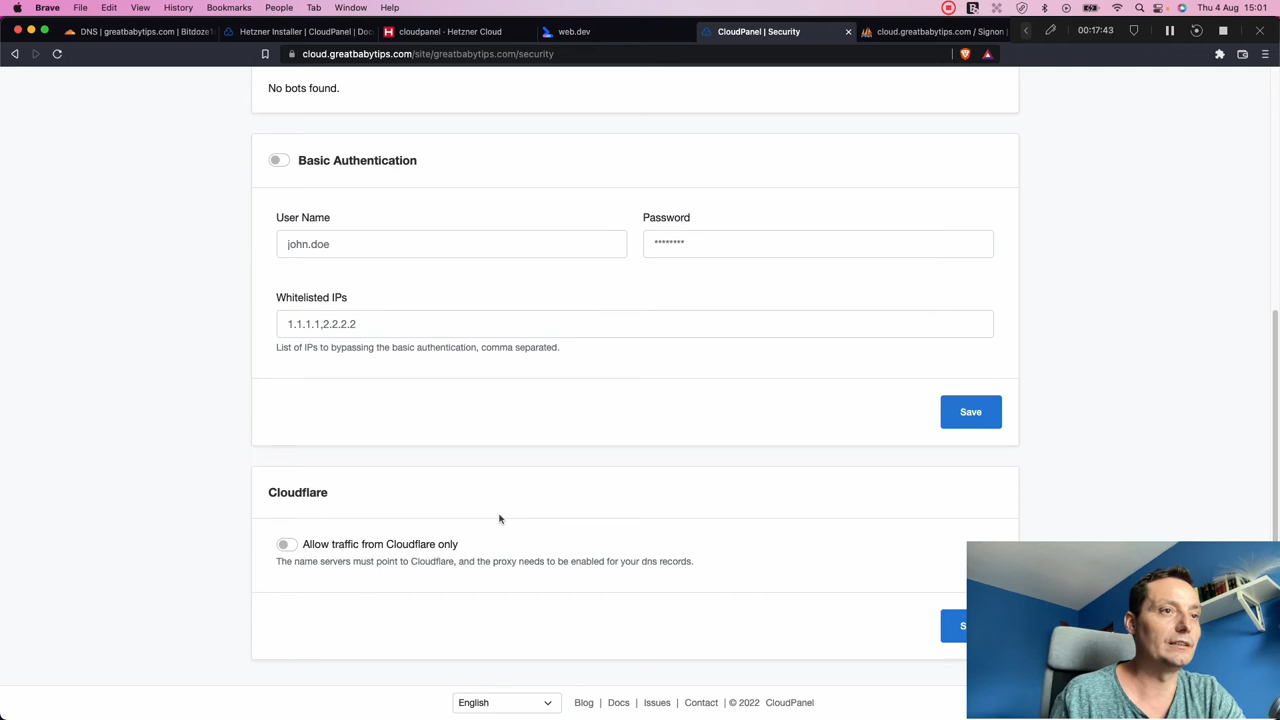 Brave File Edit View History Bookmarks People Tab Window Help Thu 4 Aug 15:01
DNS | greatbabytips.com | Bitdoze
Hetzner Installer | CloudPanel | Doc
cloudpanel - Hetzner Cloud
web.dev
CloudPanel | Security
cloud.greatbabytips.com / Signon |
00:17:43
cloud.greatbabytips.com/site/greatbabytips.com/security
No bots found.
Basic Authentication
User Name Password
john.doe ********
Whitelisted IPs
1.1.1.1,2.2.2.2
List of IPs to bypassing the basic authentication, comma separated.
Save
Cloudflare
Allow traffic from Cloudflare only
The name servers must point to Cloudflare, and the proxy needs to be enabled for your dns records.
S
English Blog | Docs | Issues | Contact | © 2022 CloudPanel